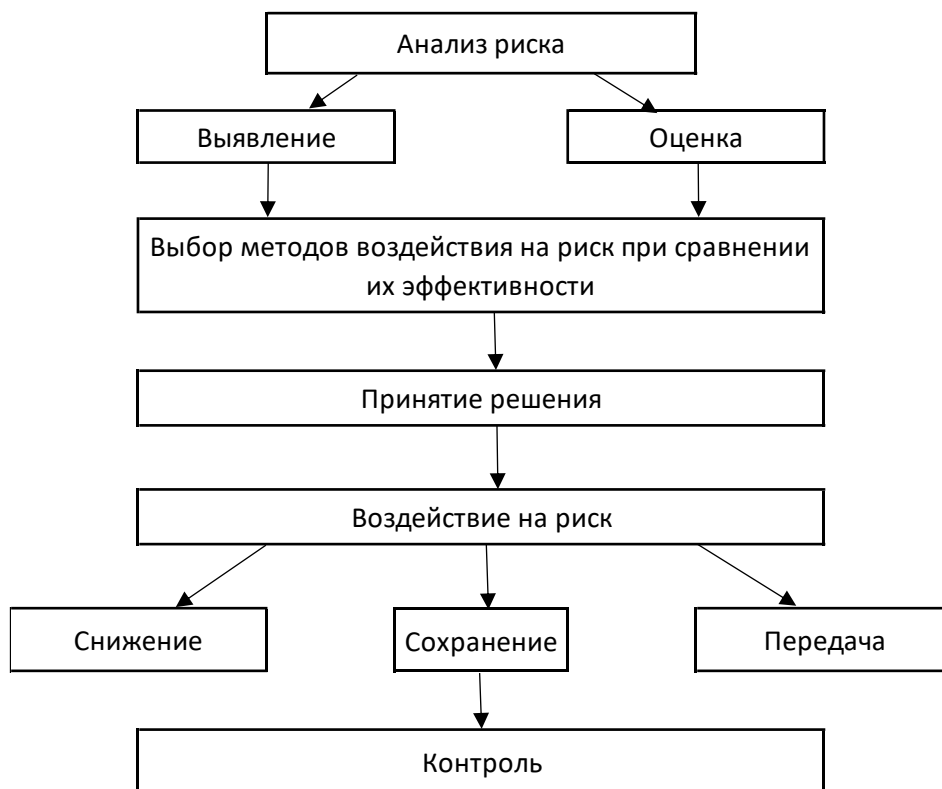 Анализ риска
Выявление
Оценка
Выбор методов воздействия на риск при сравнении
их эффективности
Принятие решения
Воздействие на риск
Снижение
Сохранение
Передача
Контроль